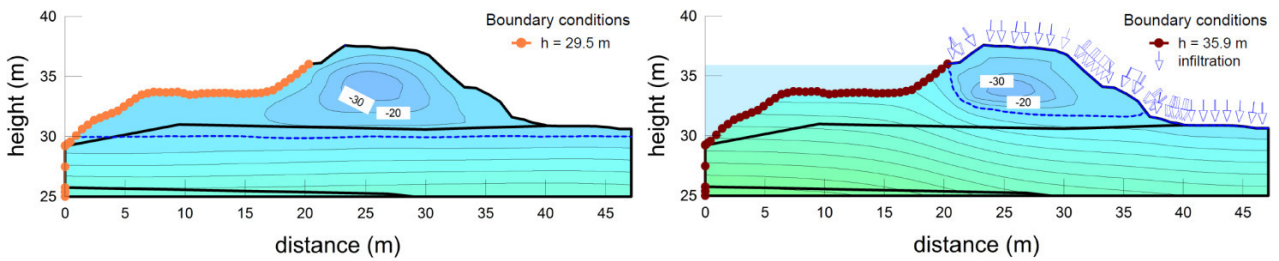 40
35
30
25
height (m)
Boundary conditions
h = 29.5 m
-30
-20
0 5 10 15 20 25 30 35 40 45
distance (m)
40
35
30
25
height (m)
Boundary conditions
h = 35.9 m
infiltration
-30
-20
0 5 10 15 20 25 30 35 40 45
distance (m)